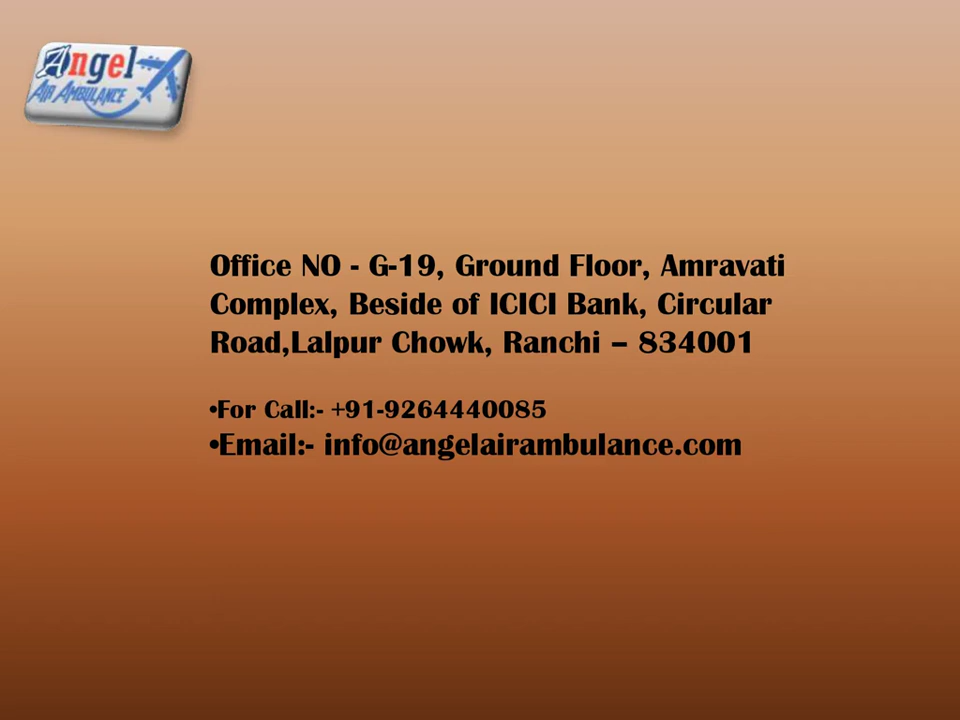 Angel
AIR AMBULANCE
Office NO - G-19, Ground Floor, Amravati
Complex, Beside of ICICI Bank, Circular
Road,Lalpur Chowk, Ranchi – 834001
•For Call:- +91-9264440085
•Email:- info@angelairambulance.com